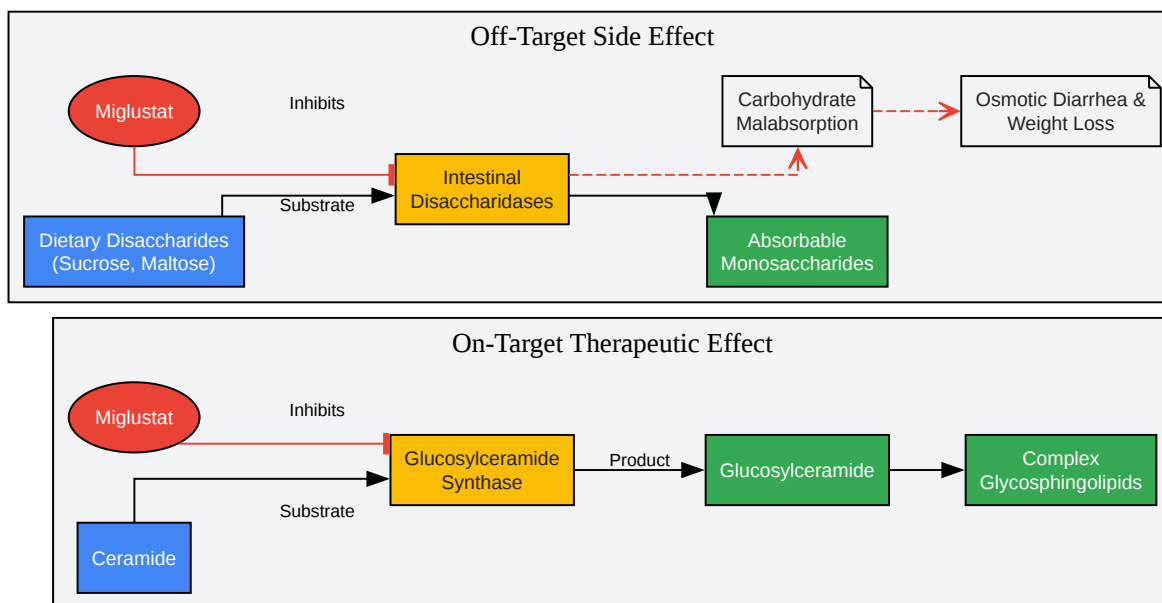 Off-Target Side Effect
Miglustat
Inhibits
Carbohydrate
Malabsorption
Osmotic Diarrhea &
Weight Loss
Intestinal
Disaccharidases
Substrate
Dietary Disaccharides
(Sucrose, Maltose)
Absorbable
Monosaccharides
On-Target Therapeutic Effect
Miglustat
Inhibits
Glucosylceramide
Synthase
Product
Glucosylceramide
Complex
Glycosphingolipids
Substrate
Ceramide